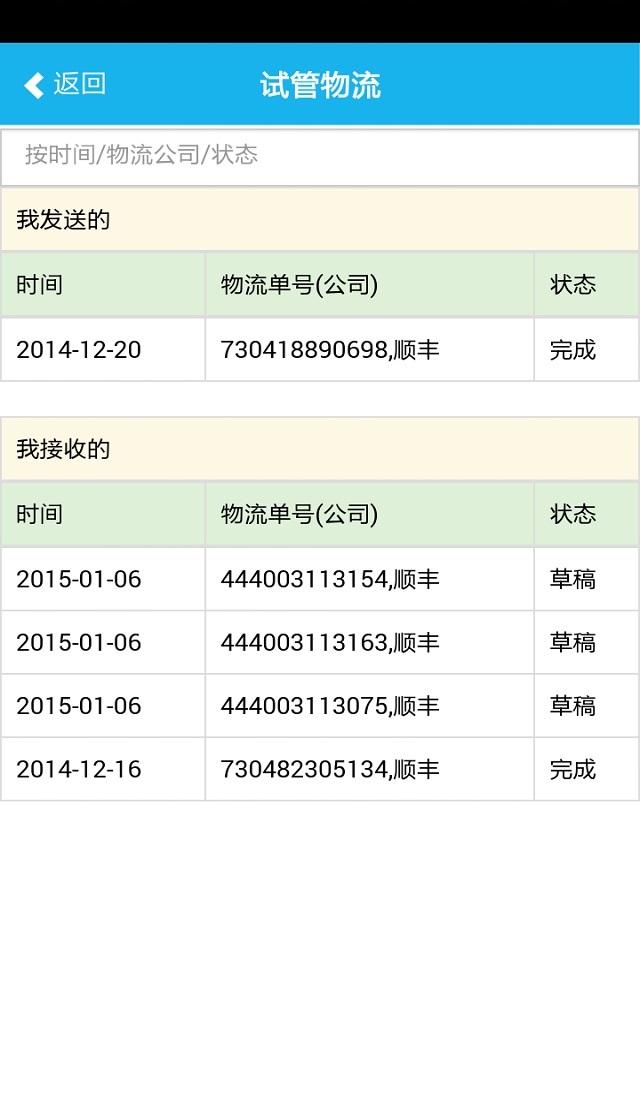 返回 试管物流
按时间/物流公司/状态
我发送的
时间 物流单号(公司) 状态
2014-12-20 730418890698,顺丰 完成
我接收的
时间 物流单号(公司) 状态
2015-01-06 444003113154,顺丰 草稿
2015-01-06 444003113163,顺丰 草稿
2015-01-06 444003113075,顺丰 草稿
2014-12-16 730482305134,顺丰 完成